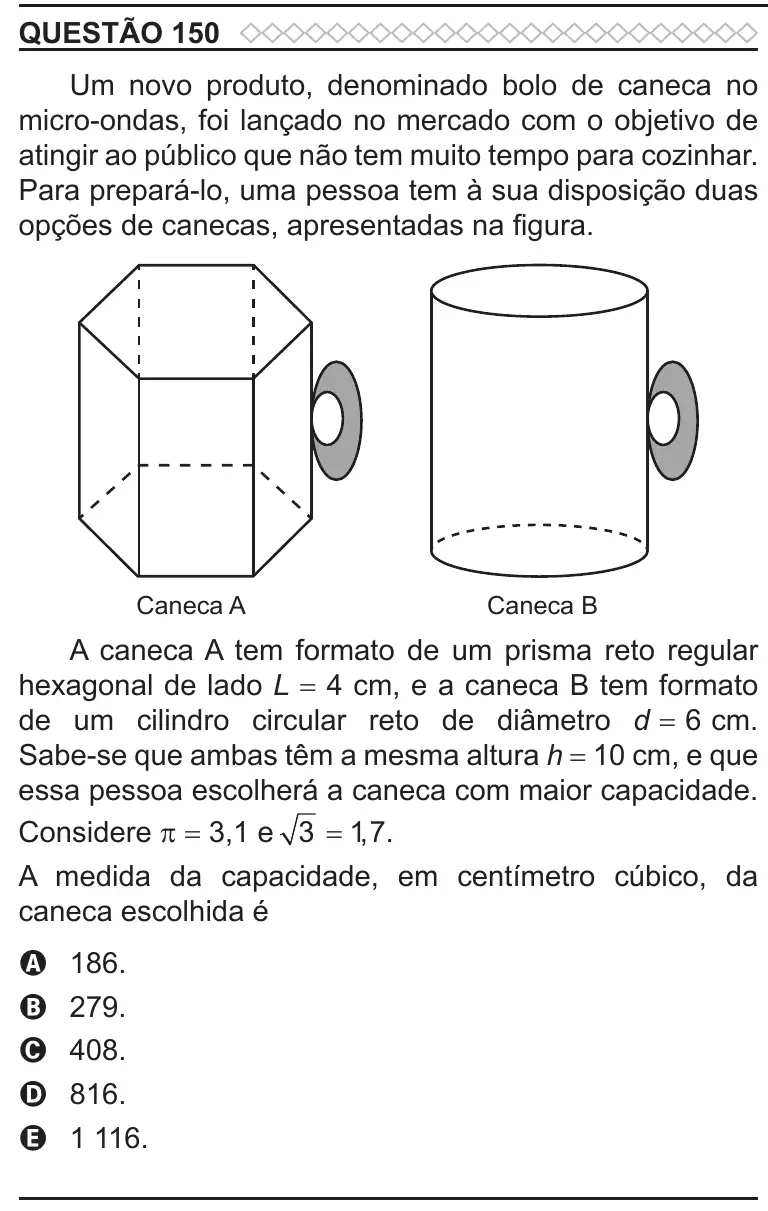 QUESTÃO 150
Um novo produto, denominado bolo de caneca no
micro-ondas, foi lançado no mercado com o objetivo de
atingir ao público que não tem muito tempo para cozinhar.
Para prepará-lo, uma pessoa tem à sua disposição duas
opções de canecas, apresentadas na figura.
Caneca A
Caneca B
A caneca A tem formato de um prisma reto regular
hexagonal de lado L = 4 cm, e a caneca B tem formato
de um cilindro circular reto de diâmetro d = 6 cm.
Sabe-se que ambas têm a mesma altura h = 10 cm, e que
essa pessoa escolherá a caneca com maior capacidade.
Considere π = 3,1 e √3 = 1,7.
A medida da capacidade, em centímetro cúbico, da
caneca escolhida é
A 186.
B 279.
C 408.
D 816.
E 1 116.